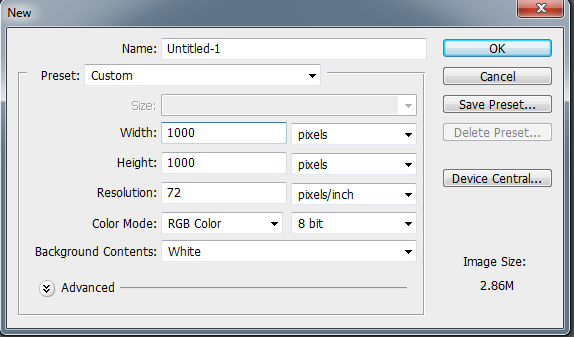 New
Name: Untitled-1
OK
Preset: Custom
Cancel
Size:
Save Preset...
Width: 1000 pixels
Delete Preset...
Height: 1000 pixels
Resolution: 72 pixels/inch
Device Central...
Color Mode: RGB Color 8 bit
Background Contents: White
Image Size:
2.86M
Advanced